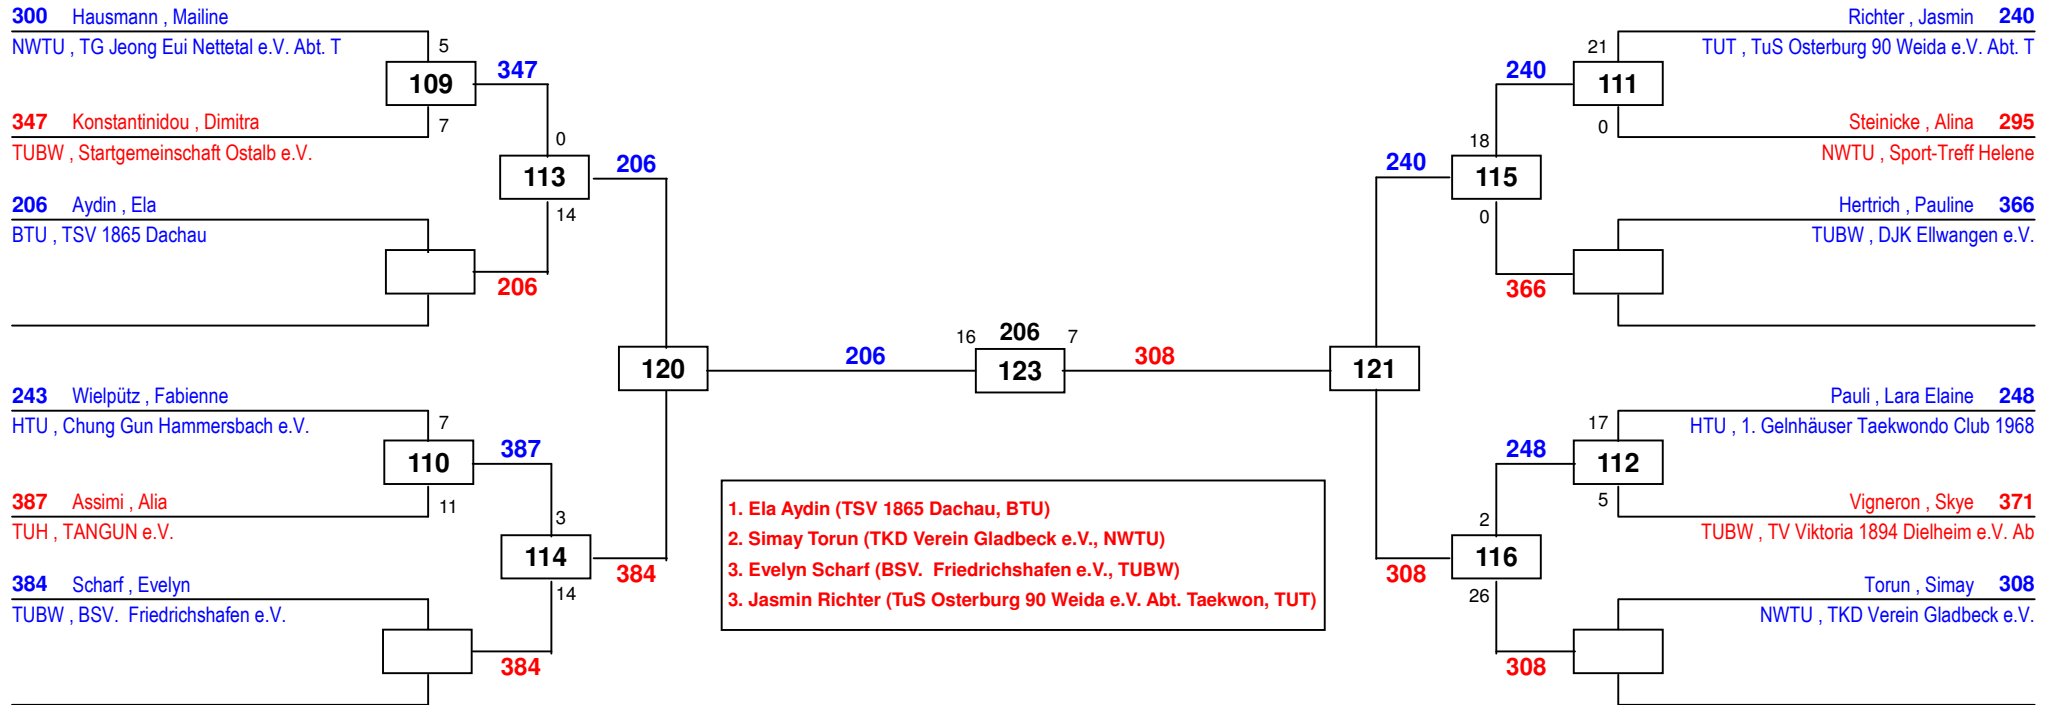 300 Hausmann , Mailine
NWTU , TG Jeong Eui Nettetal e.V. Abt. T
5
109
347
347 Konstantinidou , Dimitra
7
TUBW , Startgemeinschaft Ostalb e.V.
0
113
206
14
206 Aydin , Ela
BTU , TSV 1865 Dachau
206
120
243 Wielpütz , Fabienne
HTU , Chung Gun Hammersbach e.V.
7
110
387
387 Assimi , Alia
11
TUH , TANGUN e.V.
3
114
384
14
384 Scharf , Evelyn
TUBW , BSV.  Friedrichshafen e.V.
384
206
16
206
7
123
308
1. Ela Aydin (TSV 1865 Dachau, BTU)
2. Simay Torun (TKD Verein Gladbeck e.V., NWTU)
3. Evelyn Scharf (BSV.  Friedrichshafen e.V., TUBW)
3. Jasmin Richter (TuS Osterburg 90 Weida e.V. Abt. Taekwon, TUT)
Richter , Jasmin 240
TUT , TuS Osterburg 90 Weida e.V. Abt. T
21
240
111
0
Steinicke , Alina 295
NWTU , Sport-Treff Helene
18
240
115
0
Hertrich , Pauline 366
TUBW , DJK Ellwangen e.V.
366
121
Pauli , Lara Elaine 248
HTU , 1. Gelnhäuser Taekwondo Club 1968
17
248
112
5
Vigneron , Skye 371
TUBW , TV Viktoria 1894 Dielheim e.V. Ab
2
116
308
26
Torun , Simay 308
NWTU , TKD Verein Gladbeck e.V.
308